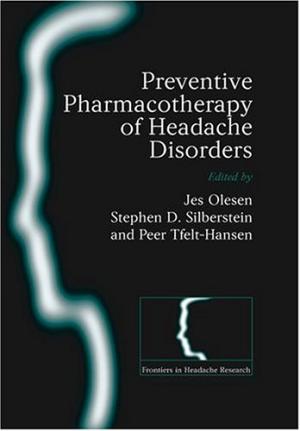 Preventive
Pharmacotherapy
of Headache
Disorders
Edited by
Jes Olesen
Stephen D. Silberstein
and Peer Tfelt-Hansen
Frontiers in Headache Research